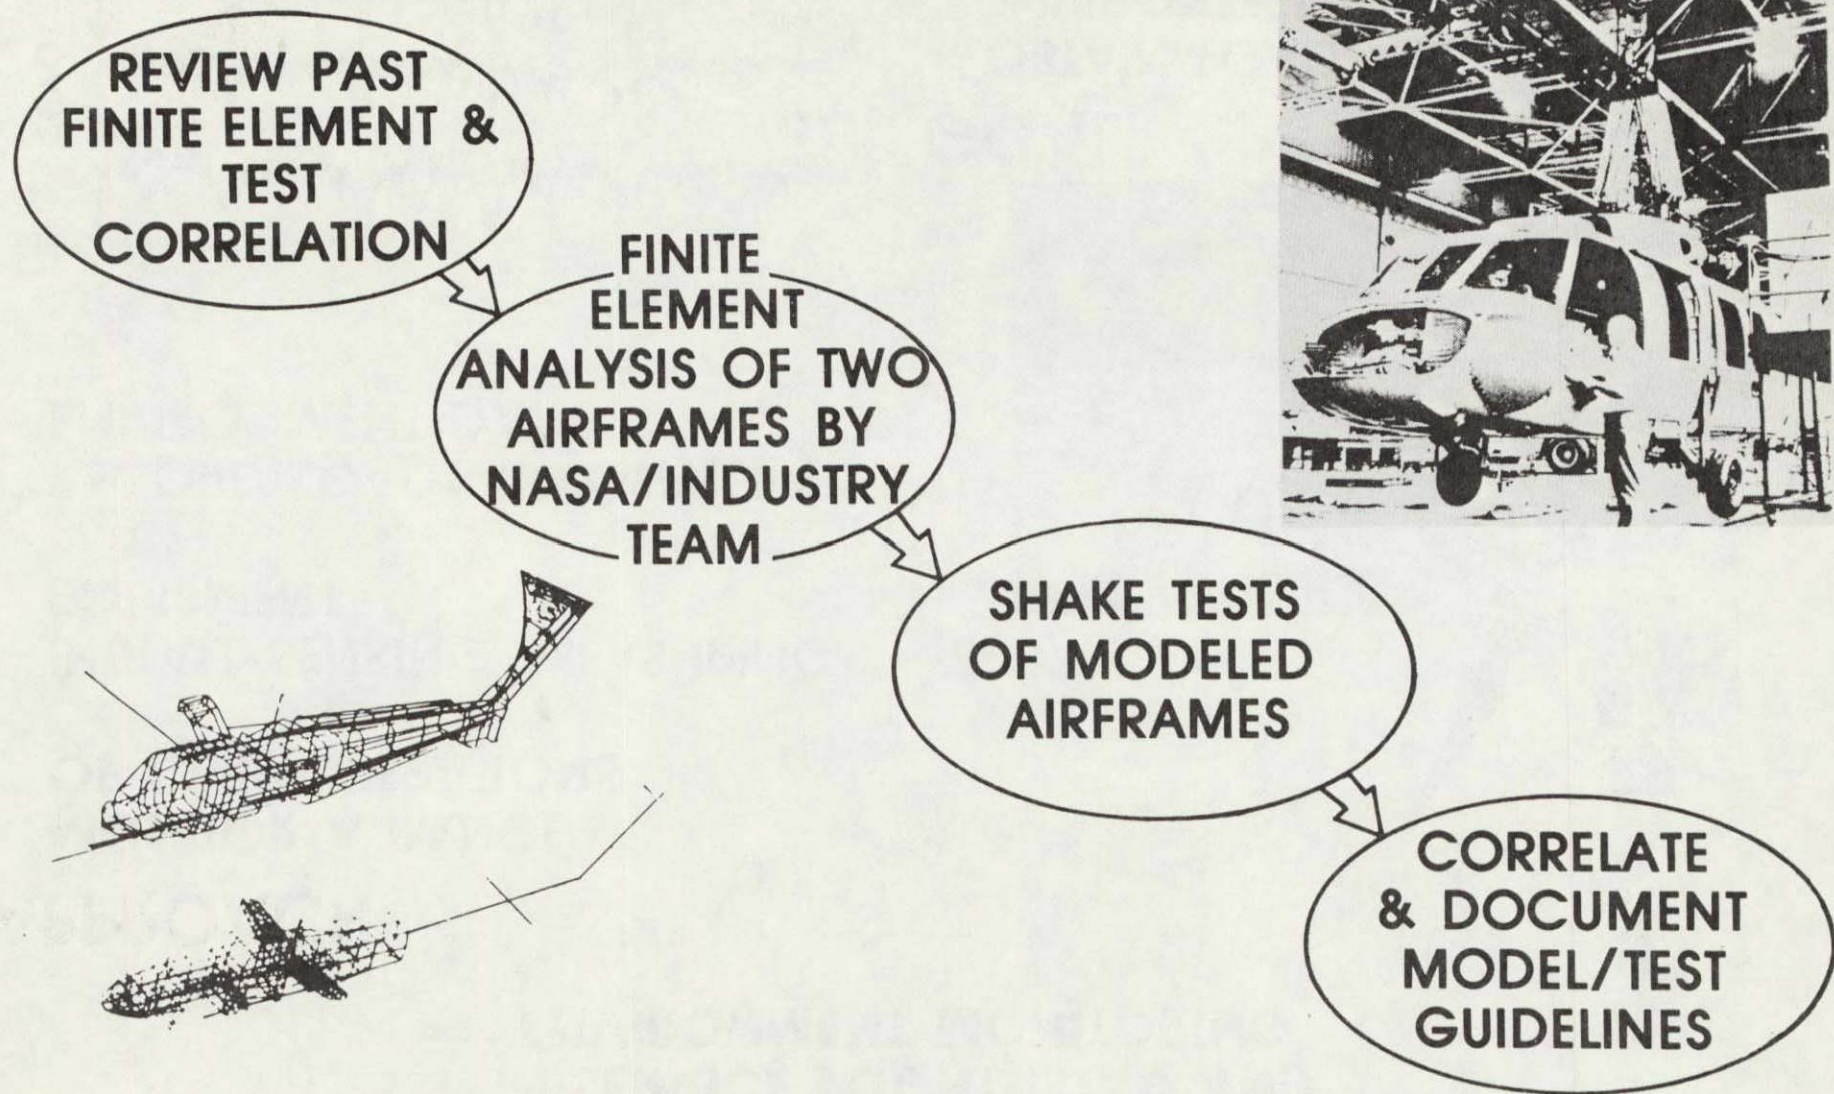 REVIEW PAST
FINITE ELEMENT &
TEST
CORRELATION
FINITE
ELEMENT
ANALYSIS OF TWO
AIRFRAMES BY
NASA/INDUSTRY
TEAM
SHAKE TESTS
OF MODELED
AIRFRAMES
CORRELATE
& DOCUMENT
MODEL/TEST
GUIDELINES